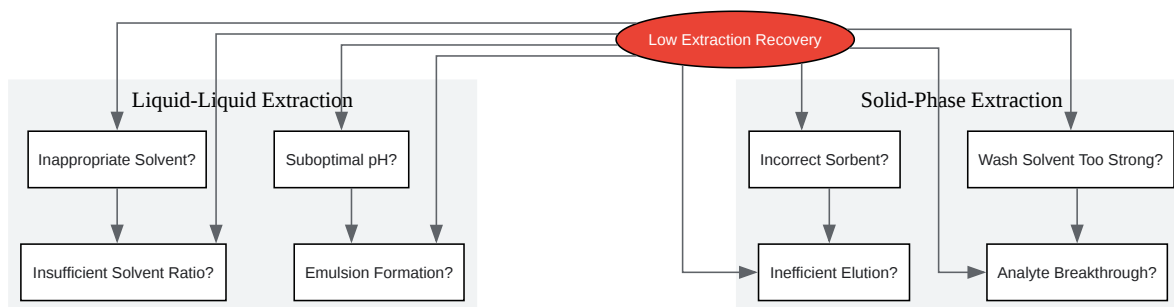 Low Extraction Recovery
Liquid-Liquid Extraction
Solid-Phase Extraction
Inappropriate Solvent?
Suboptimal pH?
Incorrect Sorbent?
Wash Solvent Too Strong?
Insufficient Solvent Ratio?
Emulsion Formation?
Inefficient Elution?
Analyte Breakthrough?